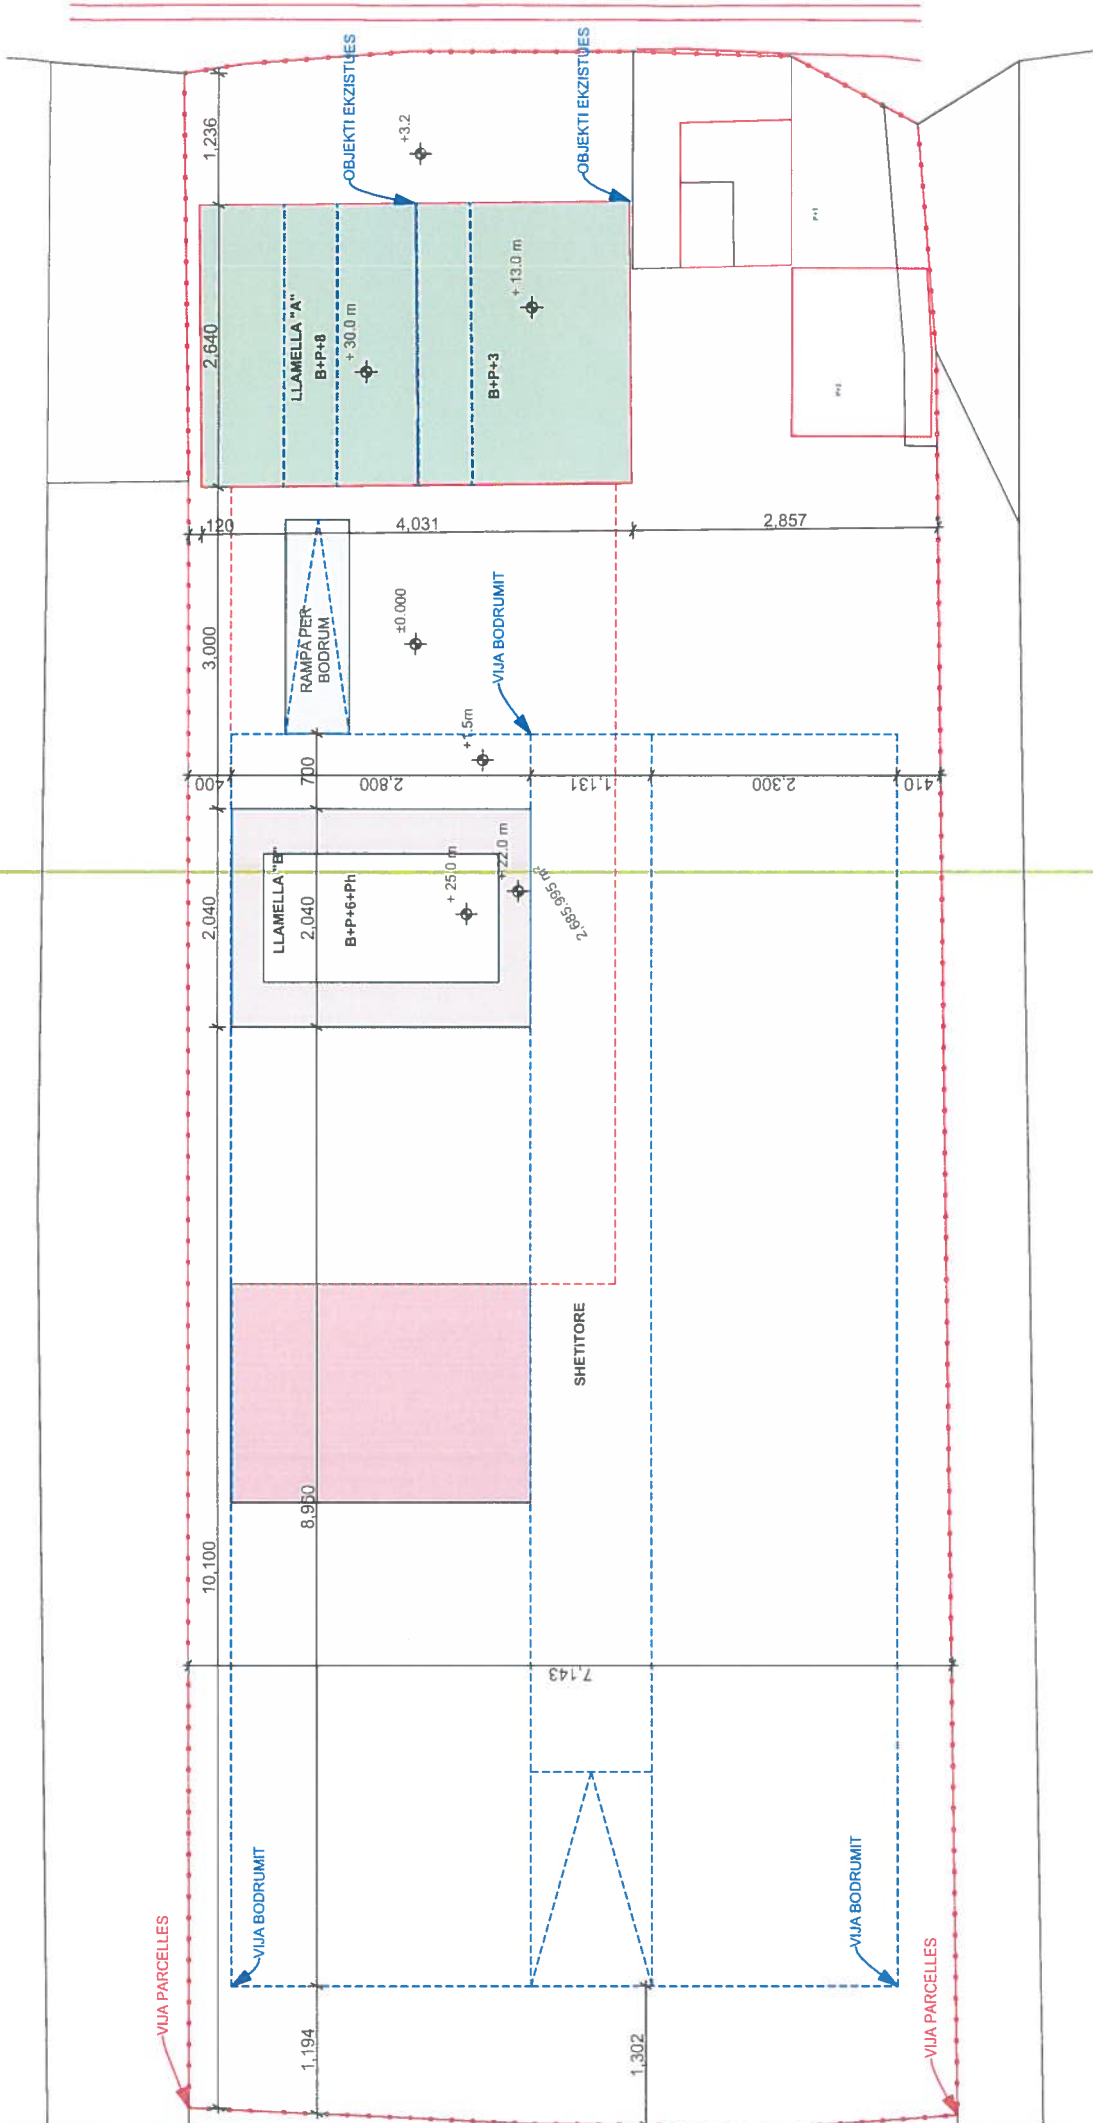 OBJEKTI EKZISTUES
OBJEKTI EKZISTUES
1,236
+3.2
P+1
2,640
LLAMELLA "A"
B+P+8
+ 30.0 m
+ 13.0 m
B+P+3
120
4,031
2,857
3,000
RAMPA PER
BODRUM
±0.000
VIJA BODRUMIT
+1.5m
400
700
2,800
1,131
2,300
410
2,040
LLAMELLA "B"
2,040
B+P+6+Ph
+ 25.0 m
+ 22.0 m
2,685.995 m²
SHETITORE
8,960
10,100
7,143
VIJA BODRUMIT
VIJA BODRUMIT
VIJA PARCELLES
VIJA PARCELLES
1,194
1,302